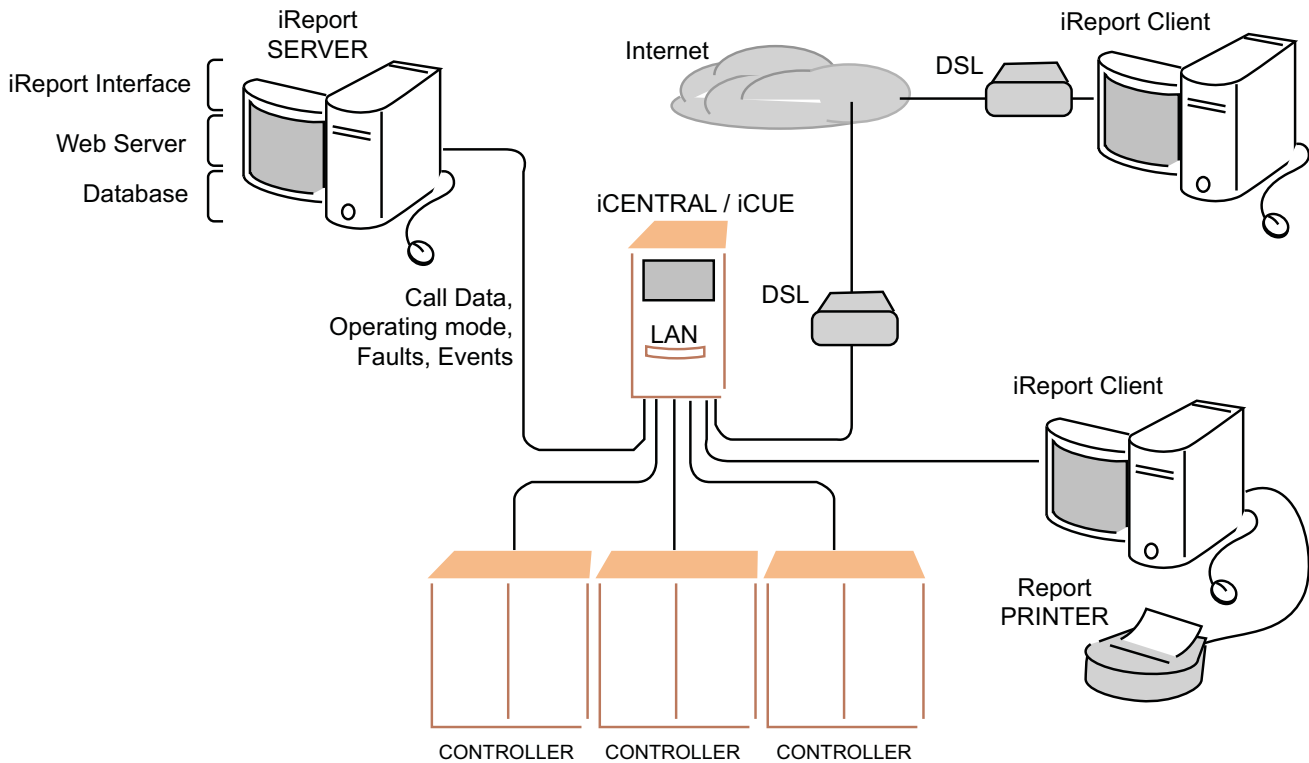 iReport
SERVER
iReport Interface
Web Server
Database
Internet
DSL
iReport Client
iCENTRAL / iCUE
LAN
Call Data,
Operating mode,
Faults, Events
DSL
iReport Client
Report
PRINTER
CONTROLLER
CONTROLLER
CONTROLLER